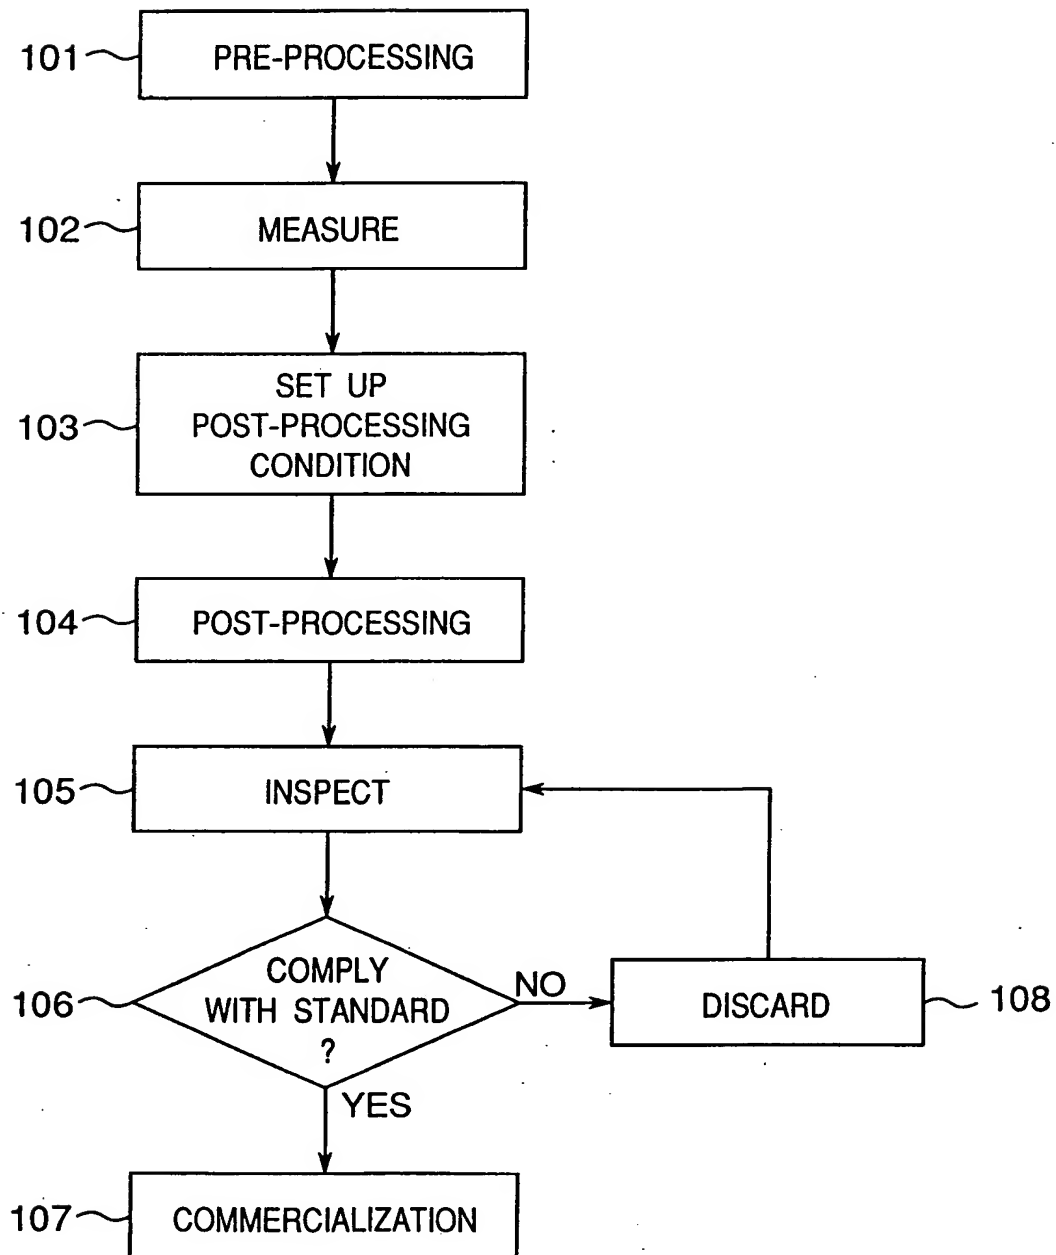 101
PRE-PROCESSING
102
MEASURE
103
SET UP
POST-PROCESSING
CONDITION
104
POST-PROCESSING
105
INSPECT
106
COMPLY
WITH STANDARD
?
NO
DISCARD
108
YES
107
COMMERCIALIZATION